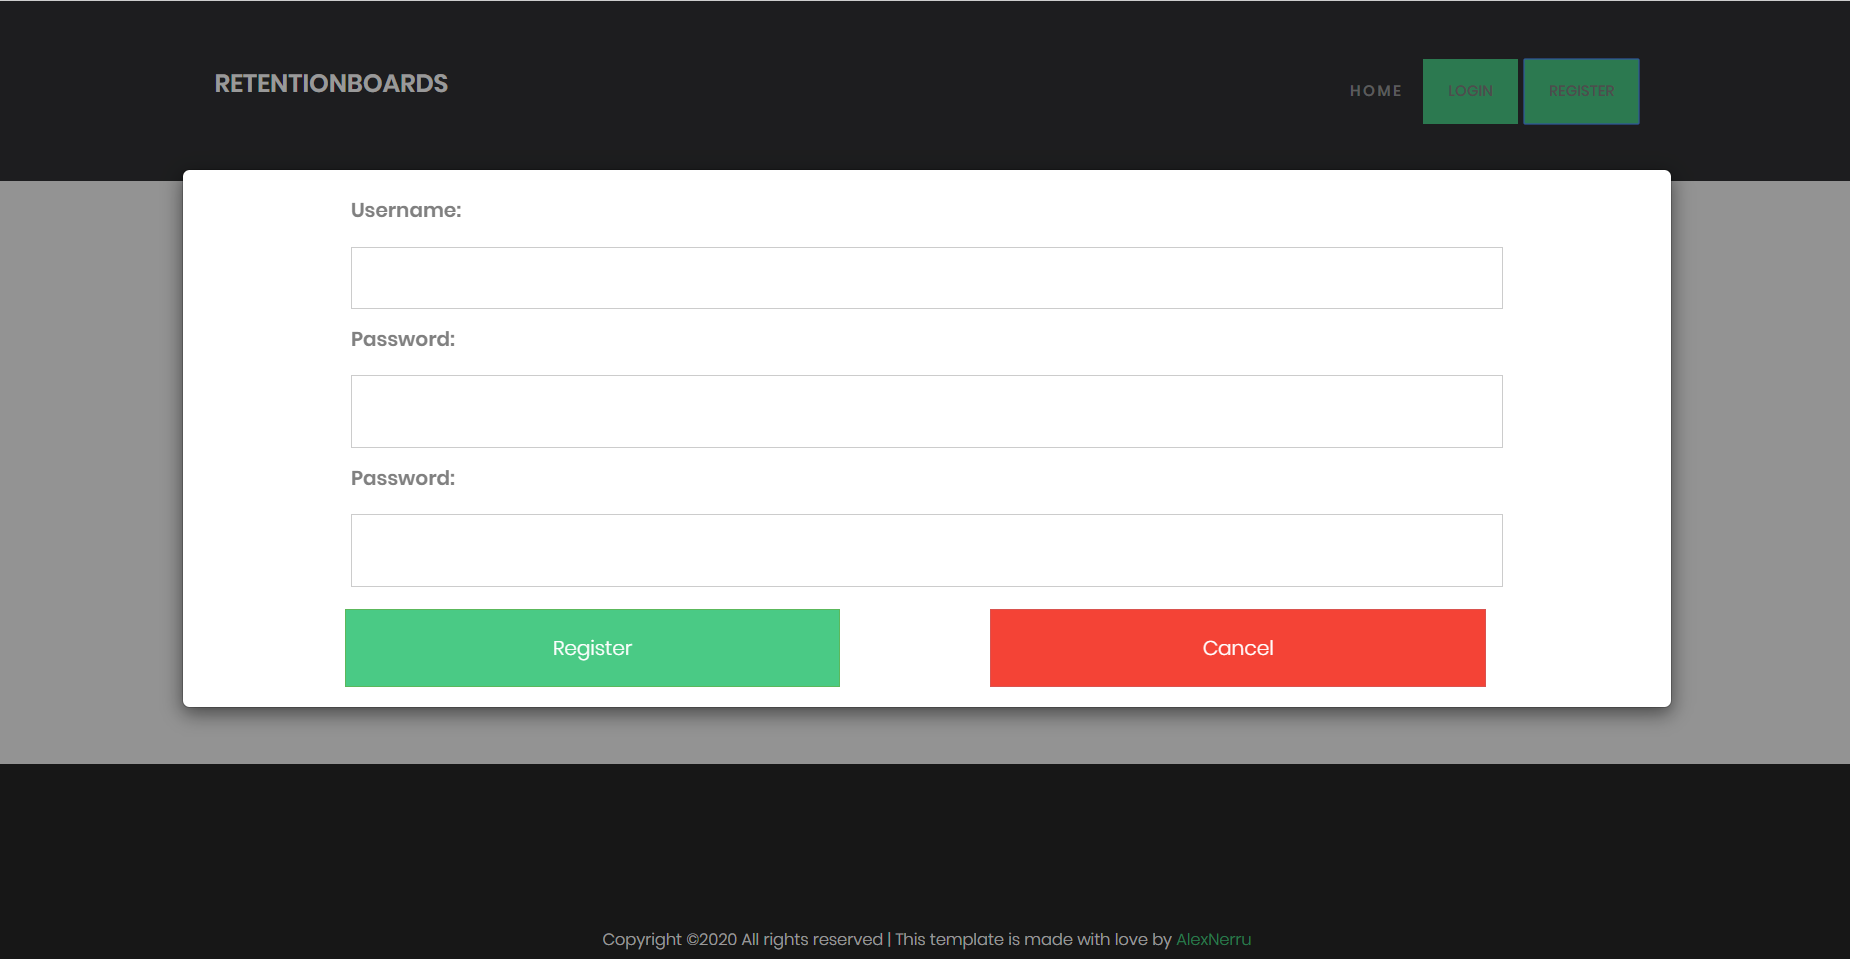 RETENTIONBOARDS
HOME LOGIN REGISTER
Username:
Password:
Password:
Register Cancel
Copyright ©2020 All rights reserved | This template is made with love by AlexNerru